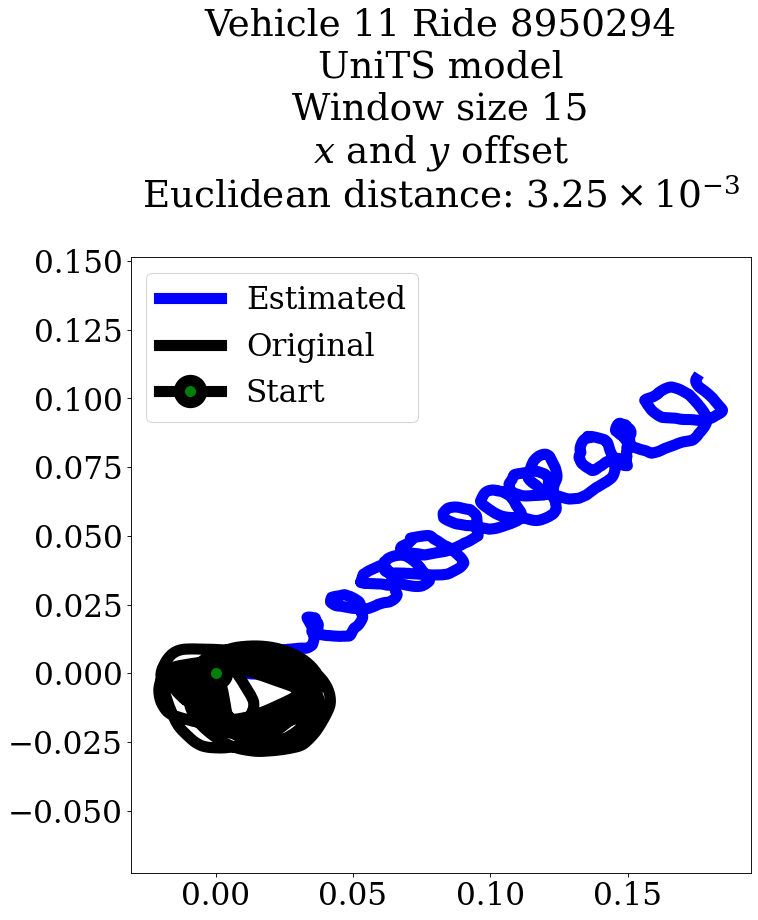 Vehicle 11 Ride 8950294
UniTS model
Window size 15
x and y offset
Euclidean distance: 3.25 × 10⁻³
0.150
0.125
0.100
0.075
0.050
0.025
0.000
−0.025
−0.050
Estimated
Original
Start
0.00 0.05 0.10 0.15